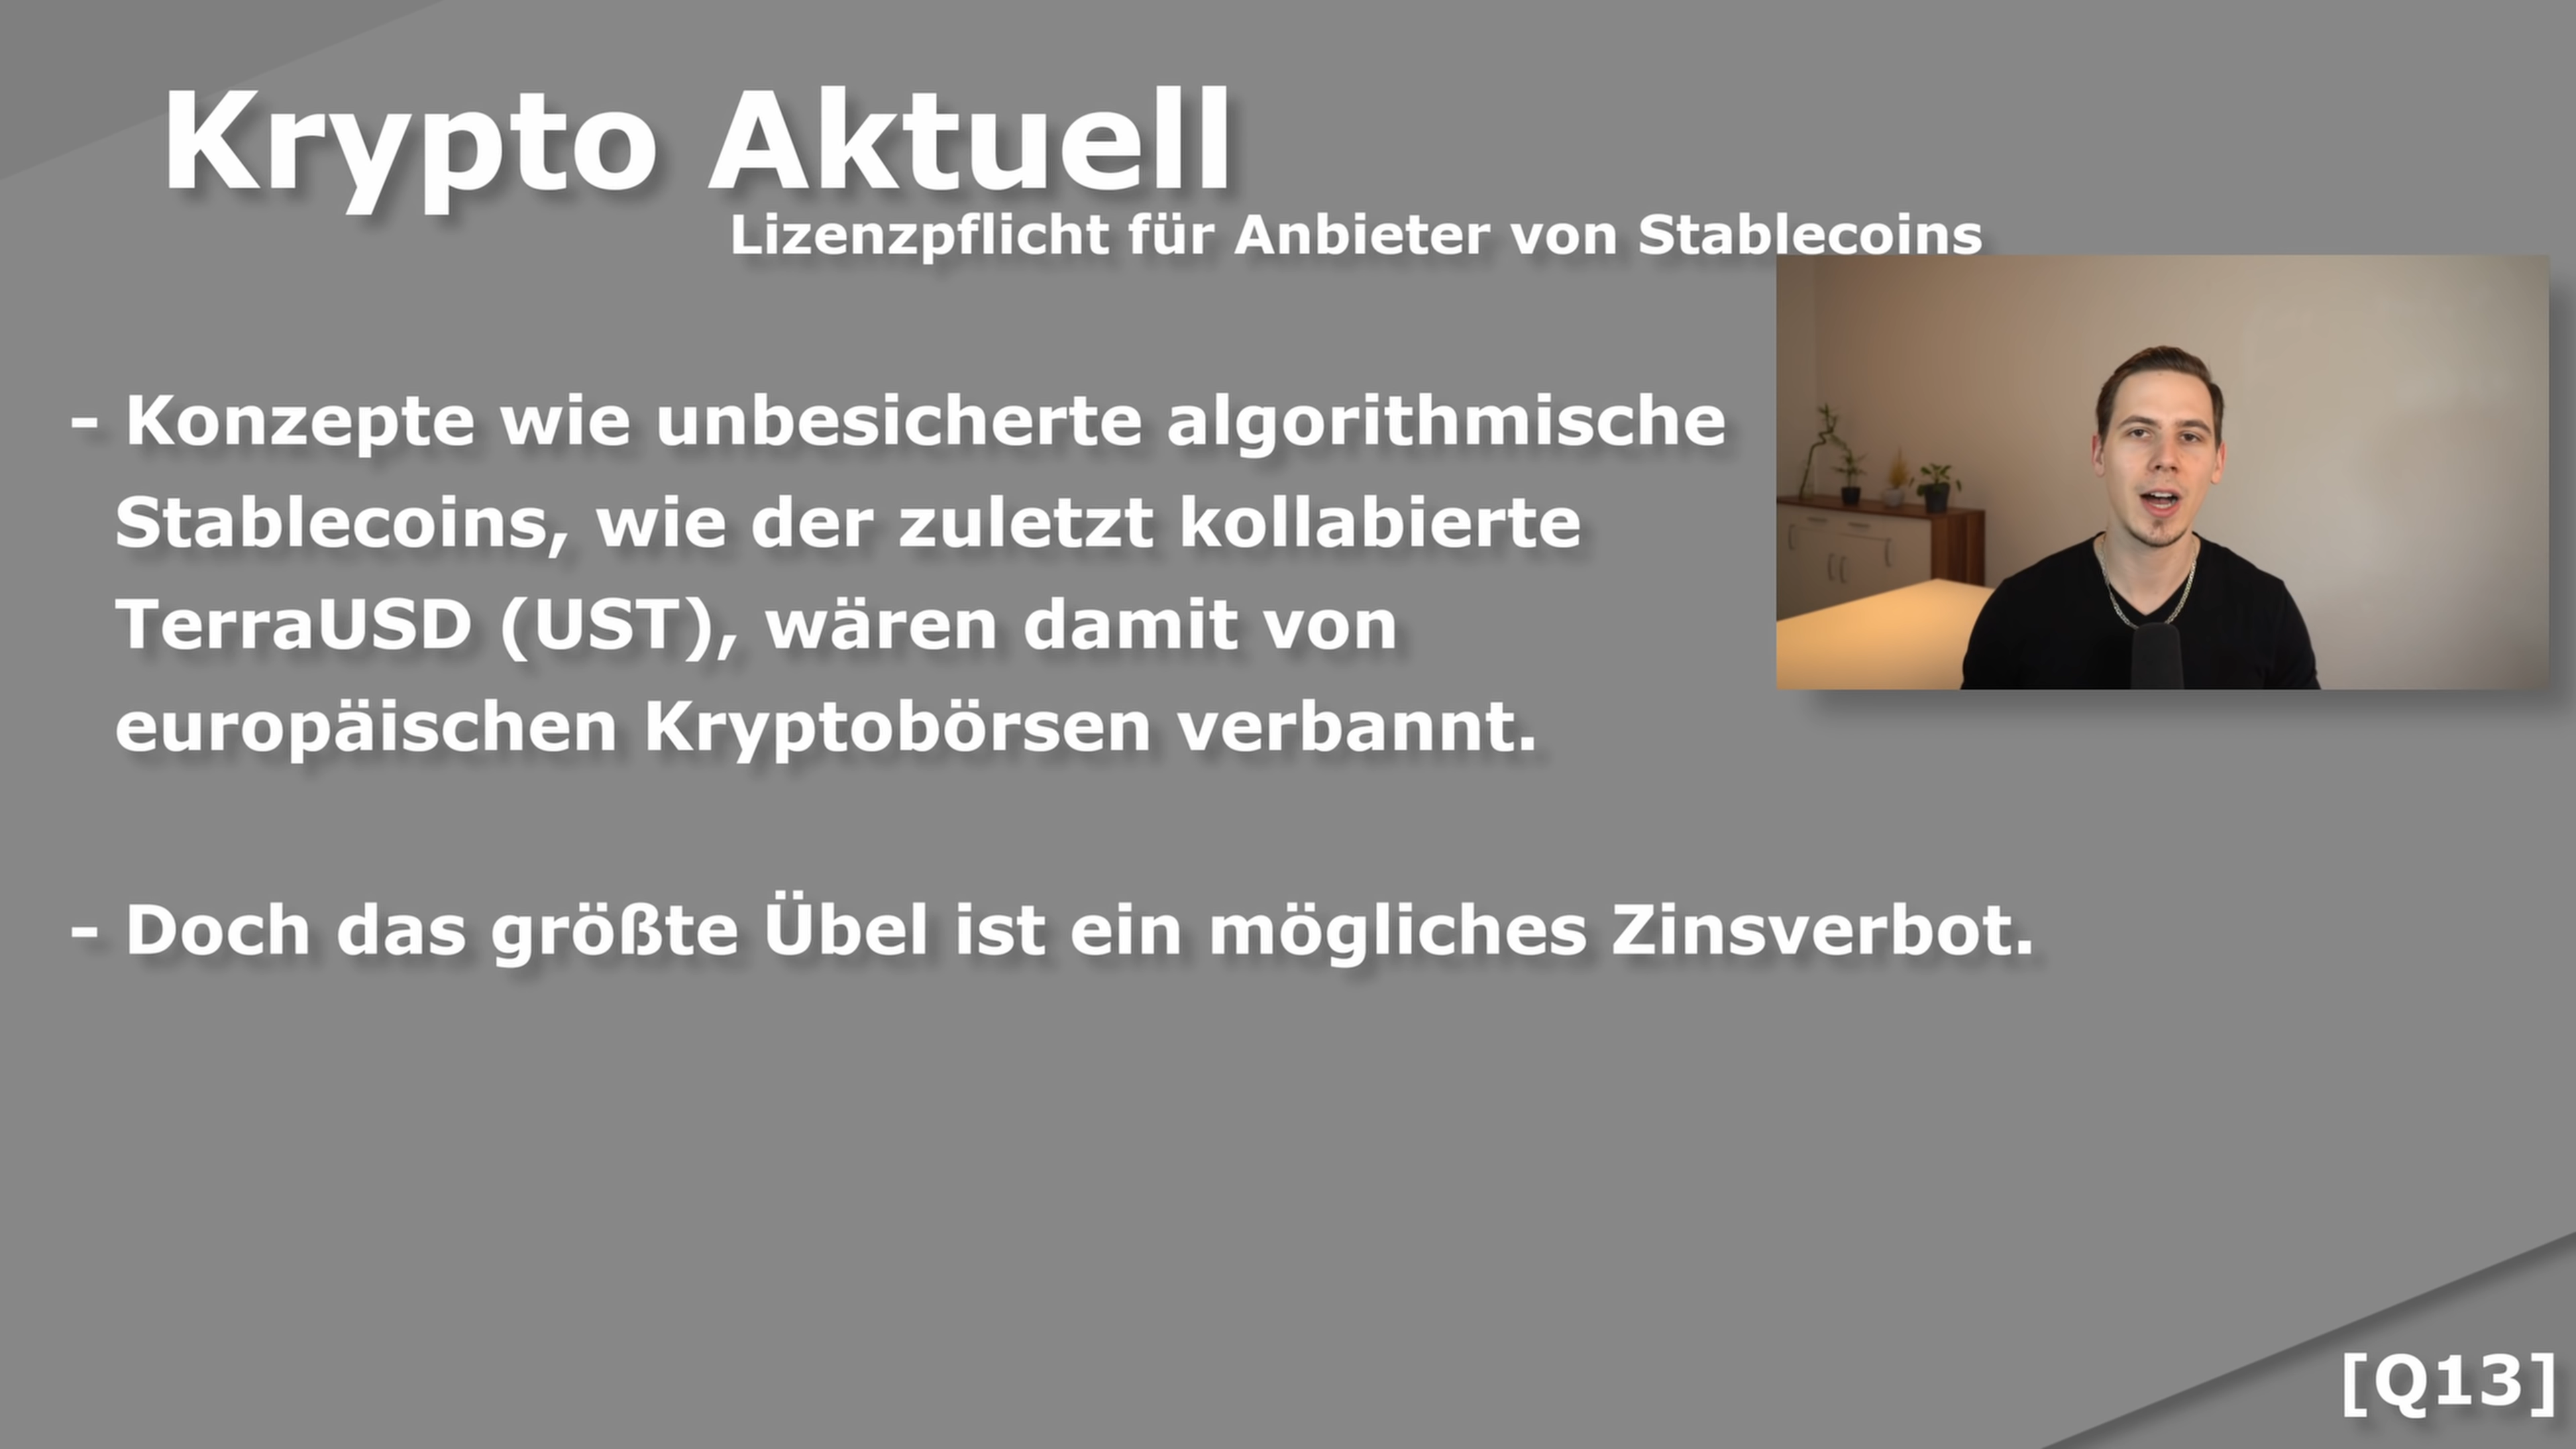 Krypto Aktuell
Lizenzpflicht für Anbieter von Stablecoins
- Konzepte wie unbesicherte algorithmische
Stablecoins, wie der zuletzt kollabierte
TerraUSD (UST), wären damit von
europäischen Kryptobörsen verbannt.
- Doch das größte Übel ist ein mögliches Zinsverbot.
[Q13]